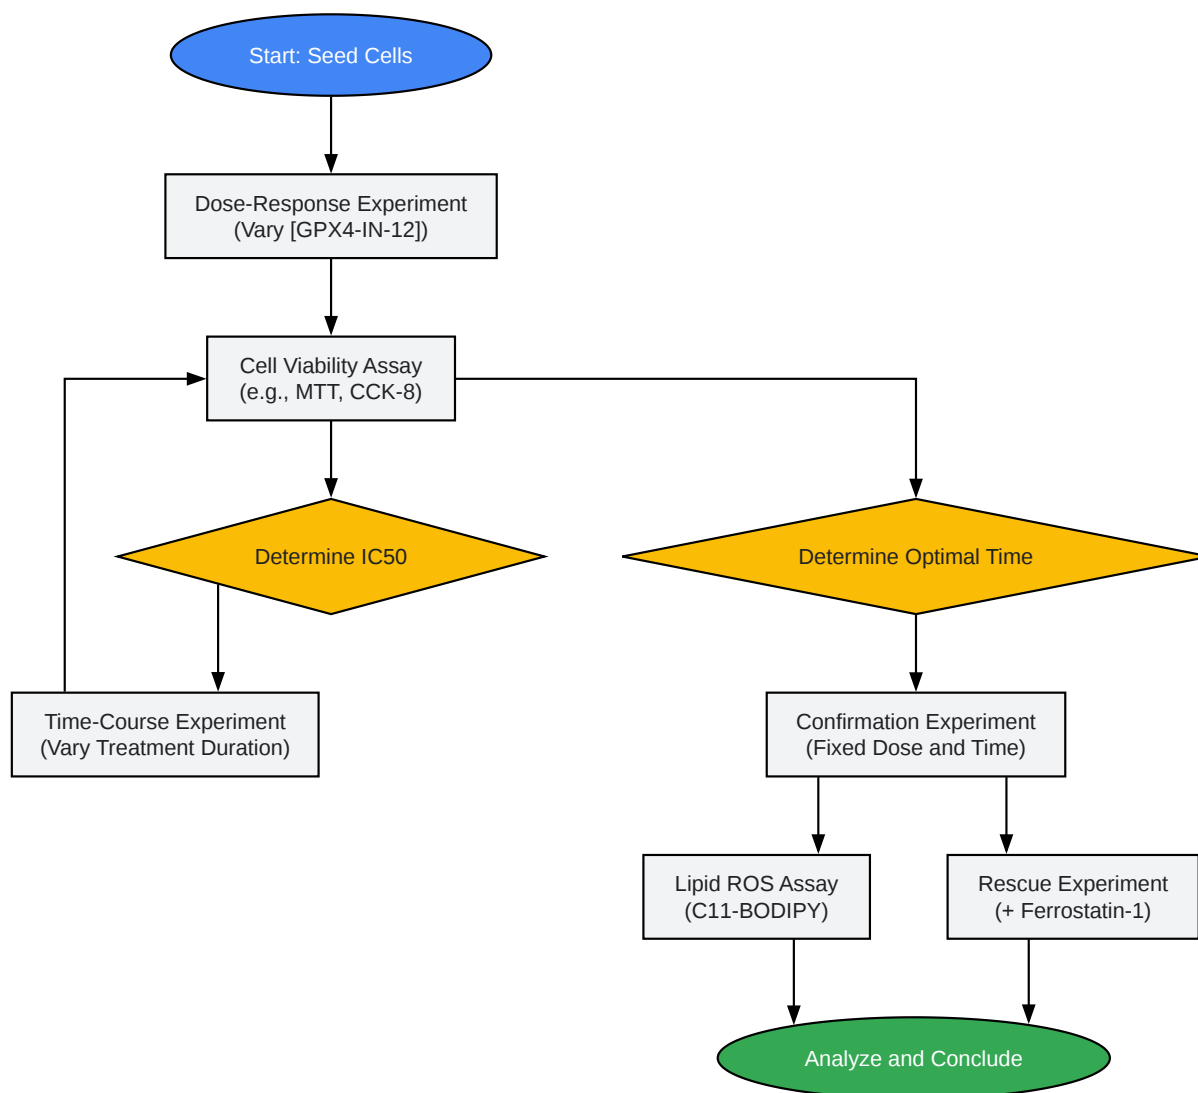 Start: Seed Cells
Dose-Response Experiment
(Vary [GPX4-IN-12])
Cell Viability Assay
(e.g., MTT, CCK-8)
Determine IC50
Determine Optimal Time
Time-Course Experiment
(Vary Treatment Duration)
Confirmation Experiment
(Fixed Dose and Time)
Lipid ROS Assay
(C11-BODIPY)
Rescue Experiment
(+ Ferrostatin-1)
Analyze and Conclude